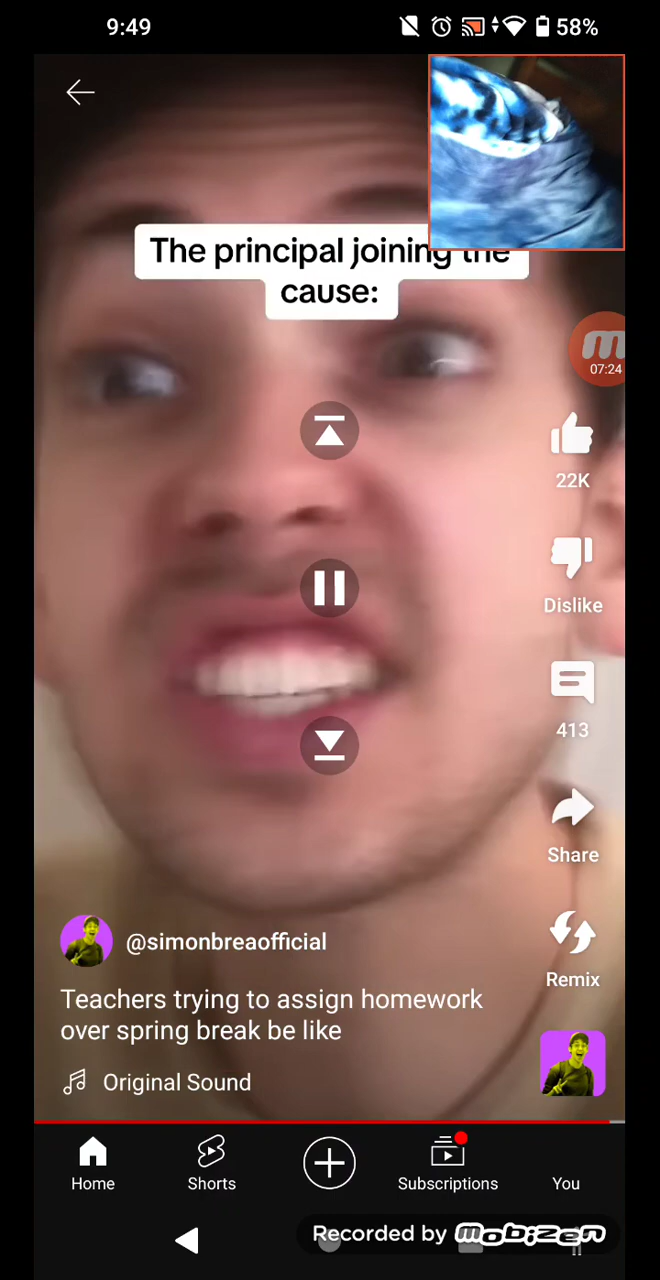 9:49
58%
The principal joining the
cause:
07:24
22K
Dislike
413
Share
@simonbreaofficial
Remix
Teachers trying to assign homework
over spring break be like
Original Sound
Home
Shorts
Subscriptions
You
Recorded by mobizen